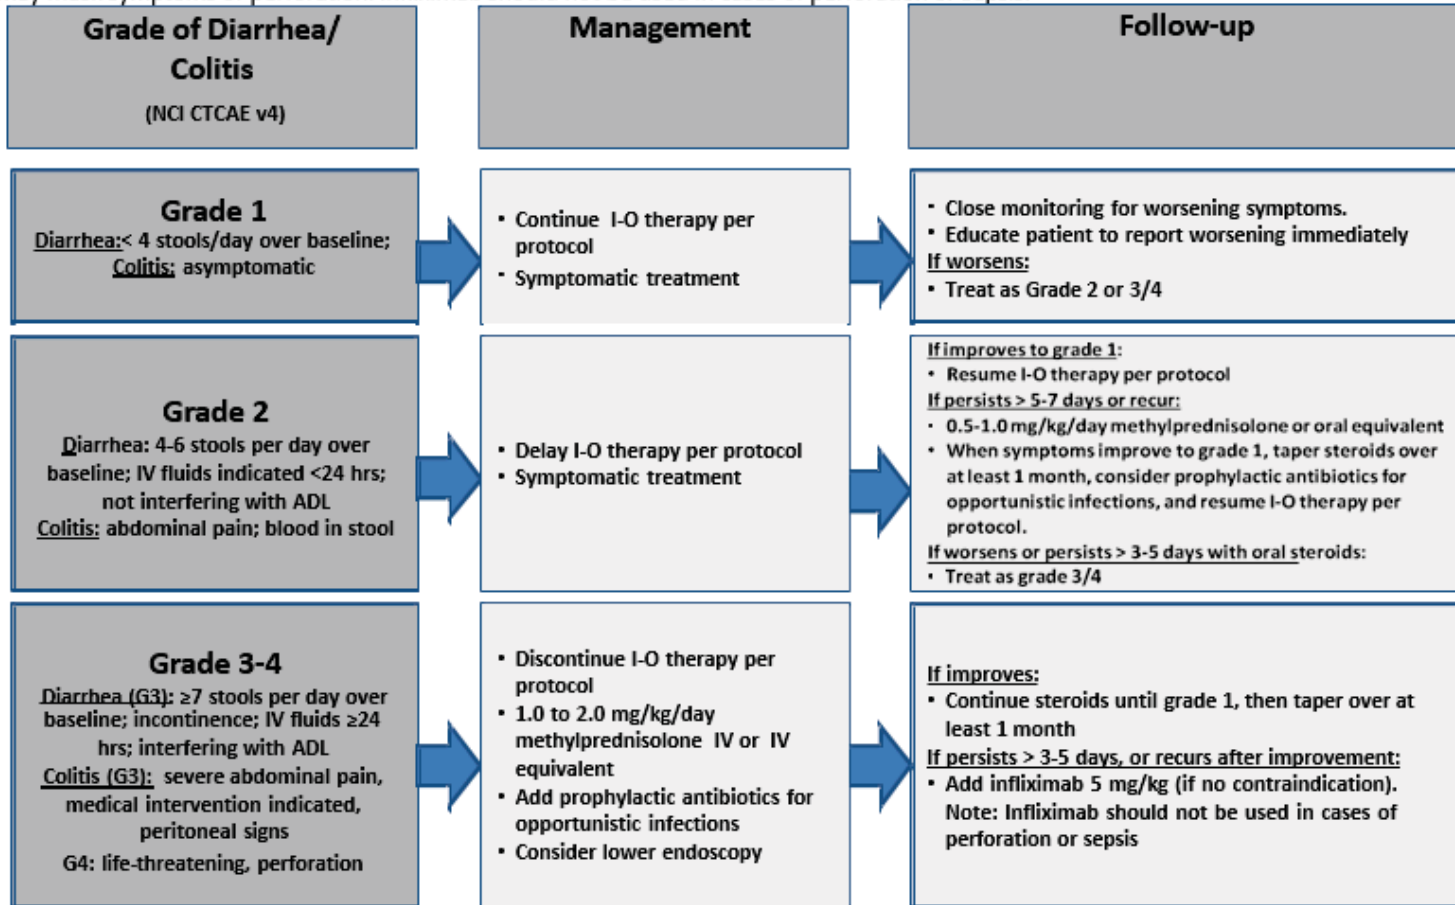 Grade of Diarrhea/
Colitis
(NCI CTCAE v4)
Management
Follow-up
Grade 1
Diarrhea:< 4 stools/day over baseline;
Colitis: asymptomatic
• Continue I-O therapy per
protocol
• Symptomatic treatment
• Close monitoring for worsening symptoms.
• Educate patient to report worsening immediately
If worsens:
• Treat as Grade 2 or 3/4
Grade 2
Diarrhea: 4-6 stools per day over
baseline; IV fluids indicated <24 hrs;
not interfering with ADL
Colitis: abdominal pain; blood in stool
• Delay I-O therapy per protocol
• Symptomatic treatment
If improves to grade 1:
• Resume I-O therapy per protocol
If persists > 5-7 days or recur:
• 0.5-1.0 mg/kg/day methylprednisolone or oral equivalent
• When symptoms improve to grade 1, taper steroids over
at least 1 month, consider prophylactic antibiotics for
opportunistic infections, and resume I-O therapy per
protocol.
If worsens or persists > 3-5 days with oral steroids:
• Treat as grade 3/4
Grade 3-4
Diarrhea (G3): ≥7 stools per day over
baseline; incontinence; IV fluids ≥24
hrs; interfering with ADL
Colitis (G3): severe abdominal pain,
medical intervention indicated,
peritoneal signs
G4: life-threatening, perforation
• Discontinue I-O therapy per
protocol
• 1.0 to 2.0 mg/kg/day
methylprednisolone IV or IV
equivalent
• Add prophylactic antibiotics for
opportunistic infections
• Consider lower endoscopy
If improves:
• Continue steroids until grade 1, then taper over at
least 1 month
If persists > 3-5 days, or recurs after improvement:
• Add infliximab 5 mg/kg (if no contraindication).
Note: Infliximab should not be used in cases of
perforation or sepsis